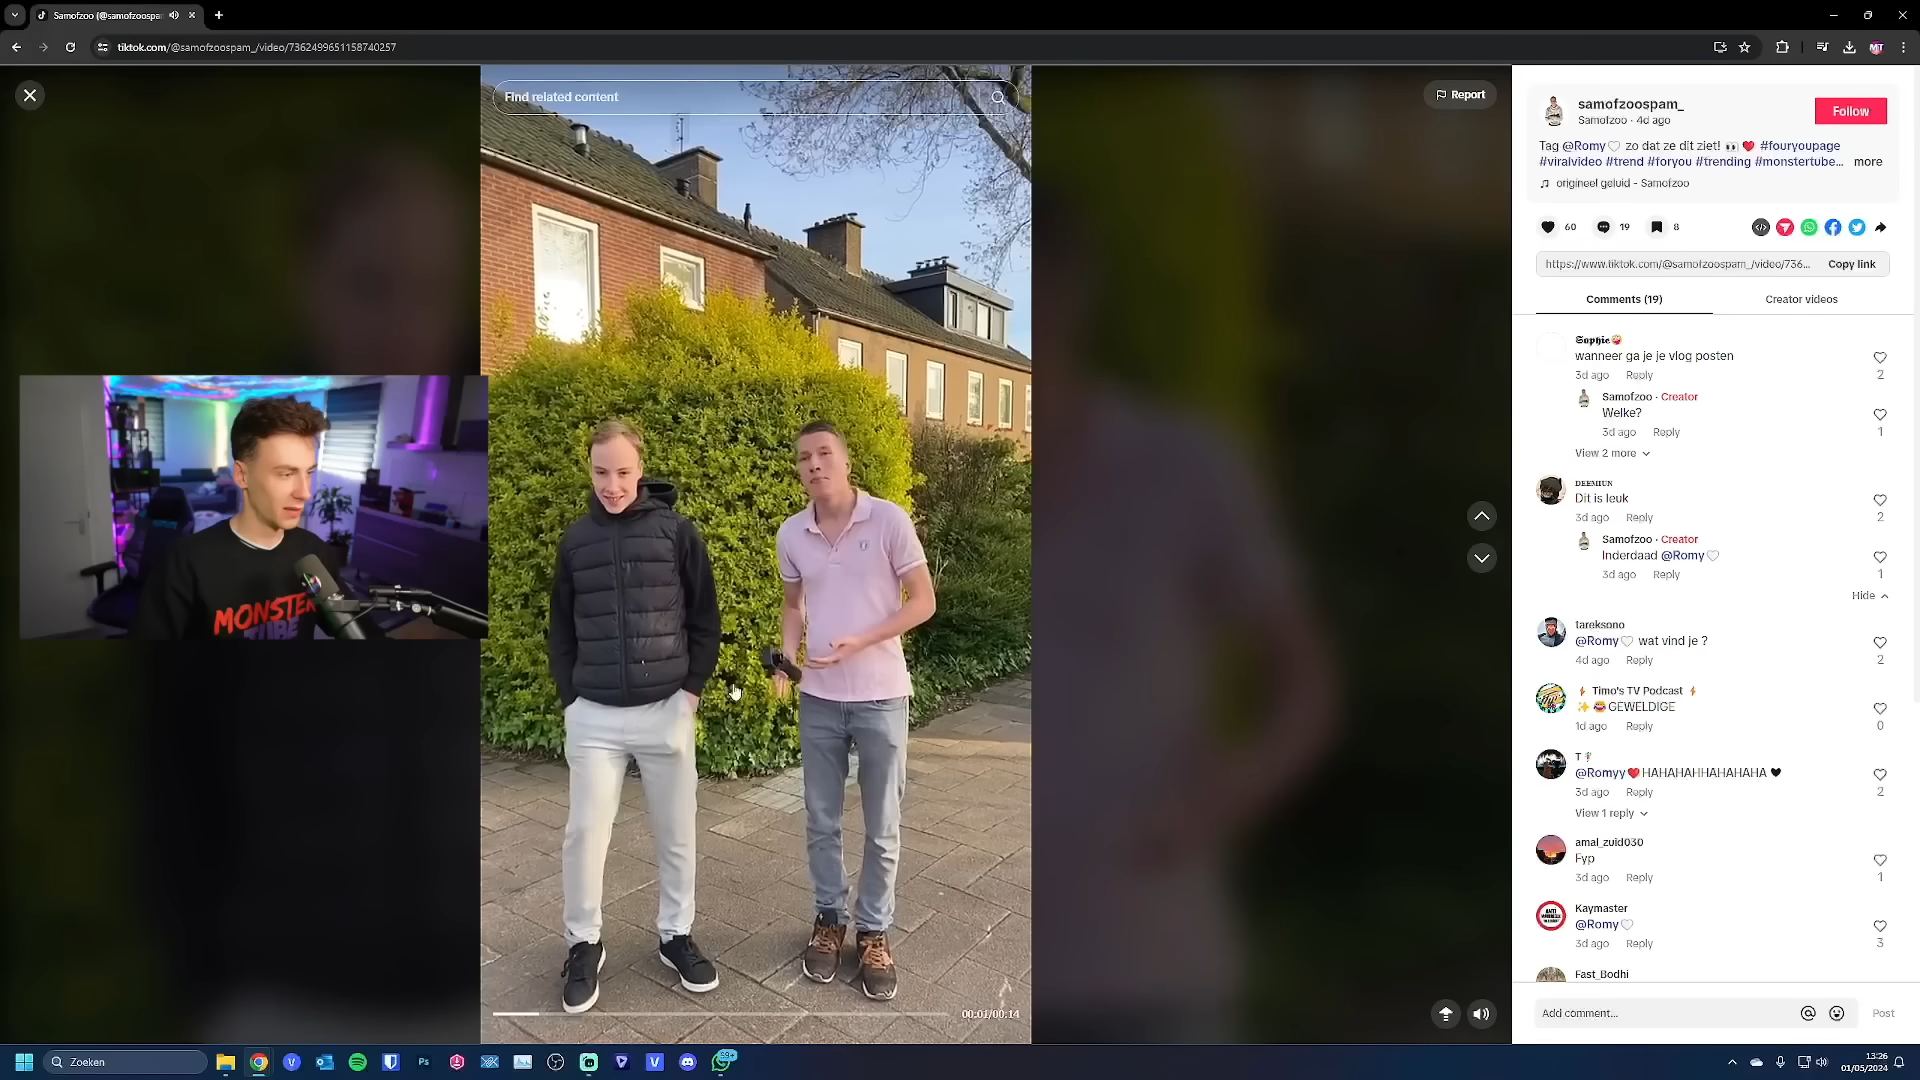 Samofzoo (@samofzoospam
tiktok.com/@samofzoospam_/video/7362499651158740257
MT
Find related content
Report
samofzoospam_
Samofzoo · 4d ago
Follow
Tag @Romy🤍 zo dat ze dit ziet! 👀 ❤️ #fouryoupage
#viralvideo #trend #foryou #trending #monstertube... more
origineel geluid - Samofzoo
60 19 8
https://www.tiktok.com/@samofzoospam_/video/736... Copy link
Comments (19) Creator videos
𝕾𝖔𝖕𝖍𝖎𝖊🤪
wanneer ga je je vlog posten
3d ago Reply 2
Samofzoo · Creator
Welke?
3d ago Reply 1
View 2 more
Dit is leuk
3d ago Reply 2
Samofzoo · Creator
Inderdaad @Romy🤍
3d ago Reply 1
Hide
tareksono
@Romy🤍 wat vind je ?
4d ago Reply 2
⚡ Timo's TV Podcast ⚡
✨😂GEWELDIGE
1d ago Reply 0
T
@Romyy❤️HAHAHAHHAHAHAHA 🖤
3d ago Reply 2
View 1 reply
amal_zuid030
Fyp
3d ago Reply 1
Kaymaster
@Romy🤍
3d ago Reply 3
Fast_Bodhi
Add comment...
Post
MONSTER
TUBE
00:01/00:14
Zoeken
Ps
99+
13:26
01/05/2024